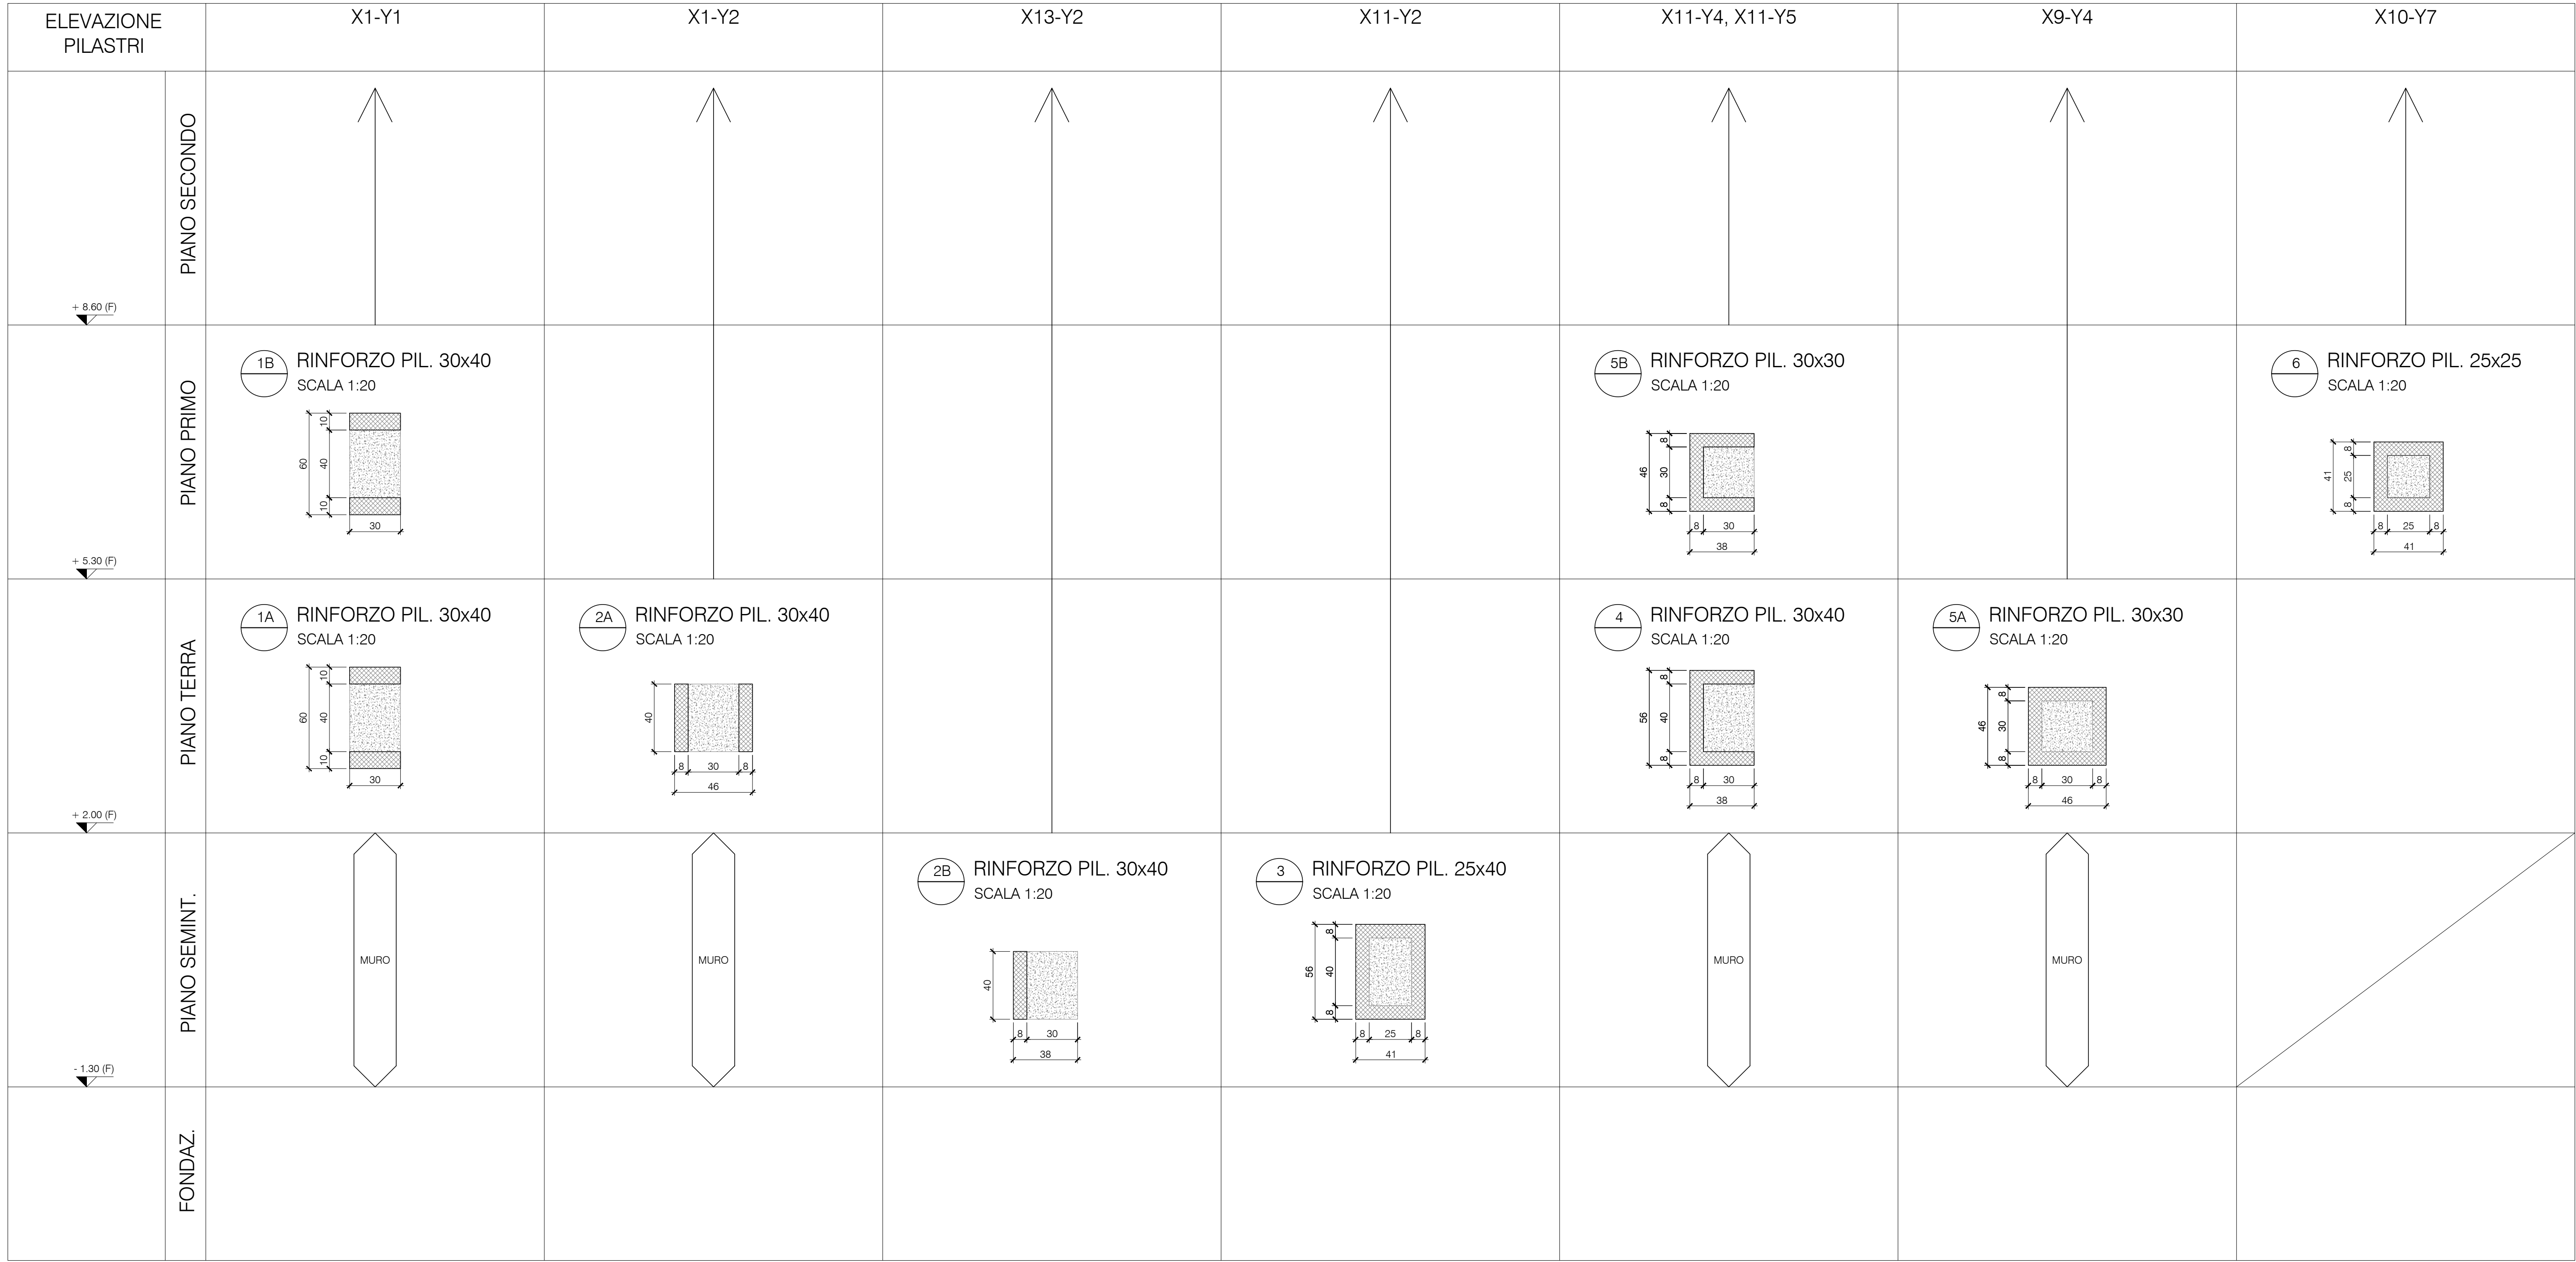 ELEVAZIONE
PILASTRI
X1-Y1
X1-Y2
X13-Y2
X11-Y2
X11-Y4, X11-Y5
X9-Y4
X10-Y7
PIANO SECONDO
+ 8.60 (F)
PIANO PRIMO
+ 5.30 (F)
1B
RINFORZO PIL. 30x40
SCALA 1:20
60
10
40
10
30
5B
RINFORZO PIL. 30x30
SCALA 1:20
46
8
30
8
8
30
38
6
RINFORZO PIL. 25x25
SCALA 1:20
41
8
25
8
8
25
8
41
PIANO TERRA
+ 2.00 (F)
1A
RINFORZO PIL. 30x40
SCALA 1:20
60
10
40
10
30
2A
RINFORZO PIL. 30x40
SCALA 1:20
40
8
30
8
46
4
RINFORZO PIL. 30x40
SCALA 1:20
56
8
40
8
8
30
38
5A
RINFORZO PIL. 30x30
SCALA 1:20
46
8
30
8
8
30
8
46
PIANO SEMINT.
- 1.30 (F)
MURO
MURO
2B
RINFORZO PIL. 30x40
SCALA 1:20
40
8
30
38
3
RINFORZO PIL. 25x40
SCALA 1:20
56
8
40
8
8
25
8
41
MURO
MURO
FONDAZ.